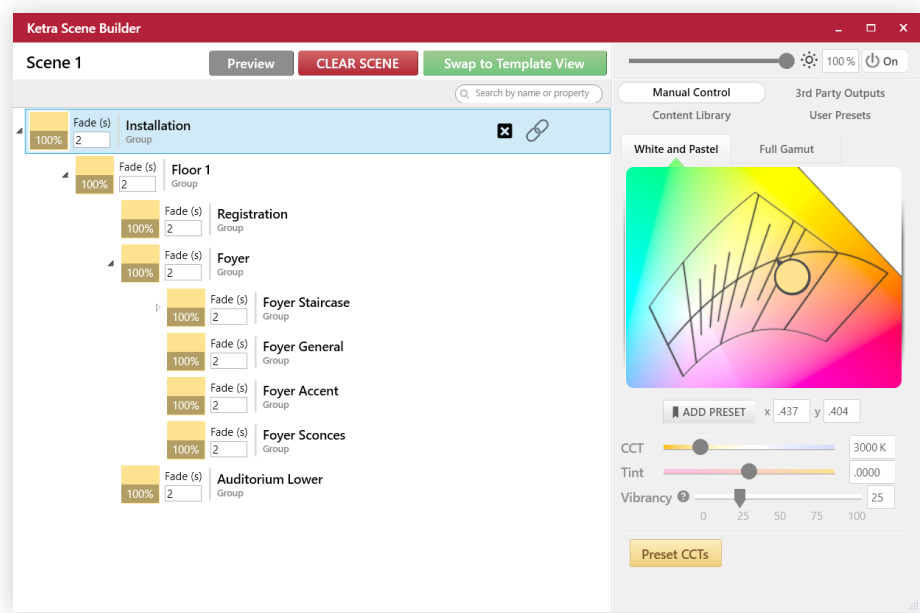 Ketra Scene Builder
Scene 1
Preview
CLEAR SCENE
Swap to Template View
100 %
On
Search by name or property
Manual Control
3rd Party Outputs
Content Library
User Presets
White and Pastel
Full Gamut
100%
Fade (s)
2
Installation
Group
100%
Fade (s)
2
Floor 1
Group
100%
Fade (s)
2
Registration
Group
100%
Fade (s)
2
Foyer
Group
100%
Fade (s)
2
Foyer Staircase
Group
100%
Fade (s)
2
Foyer General
Group
100%
Fade (s)
2
Foyer Accent
Group
100%
Fade (s)
2
Foyer Sconces
Group
100%
Fade (s)
2
Auditorium Lower
Group
ADD PRESET
x .437 y .404
CCT 3000 K
Tint .0000
Vibrancy ? 25
0 25 50 75 100
Preset CCTs